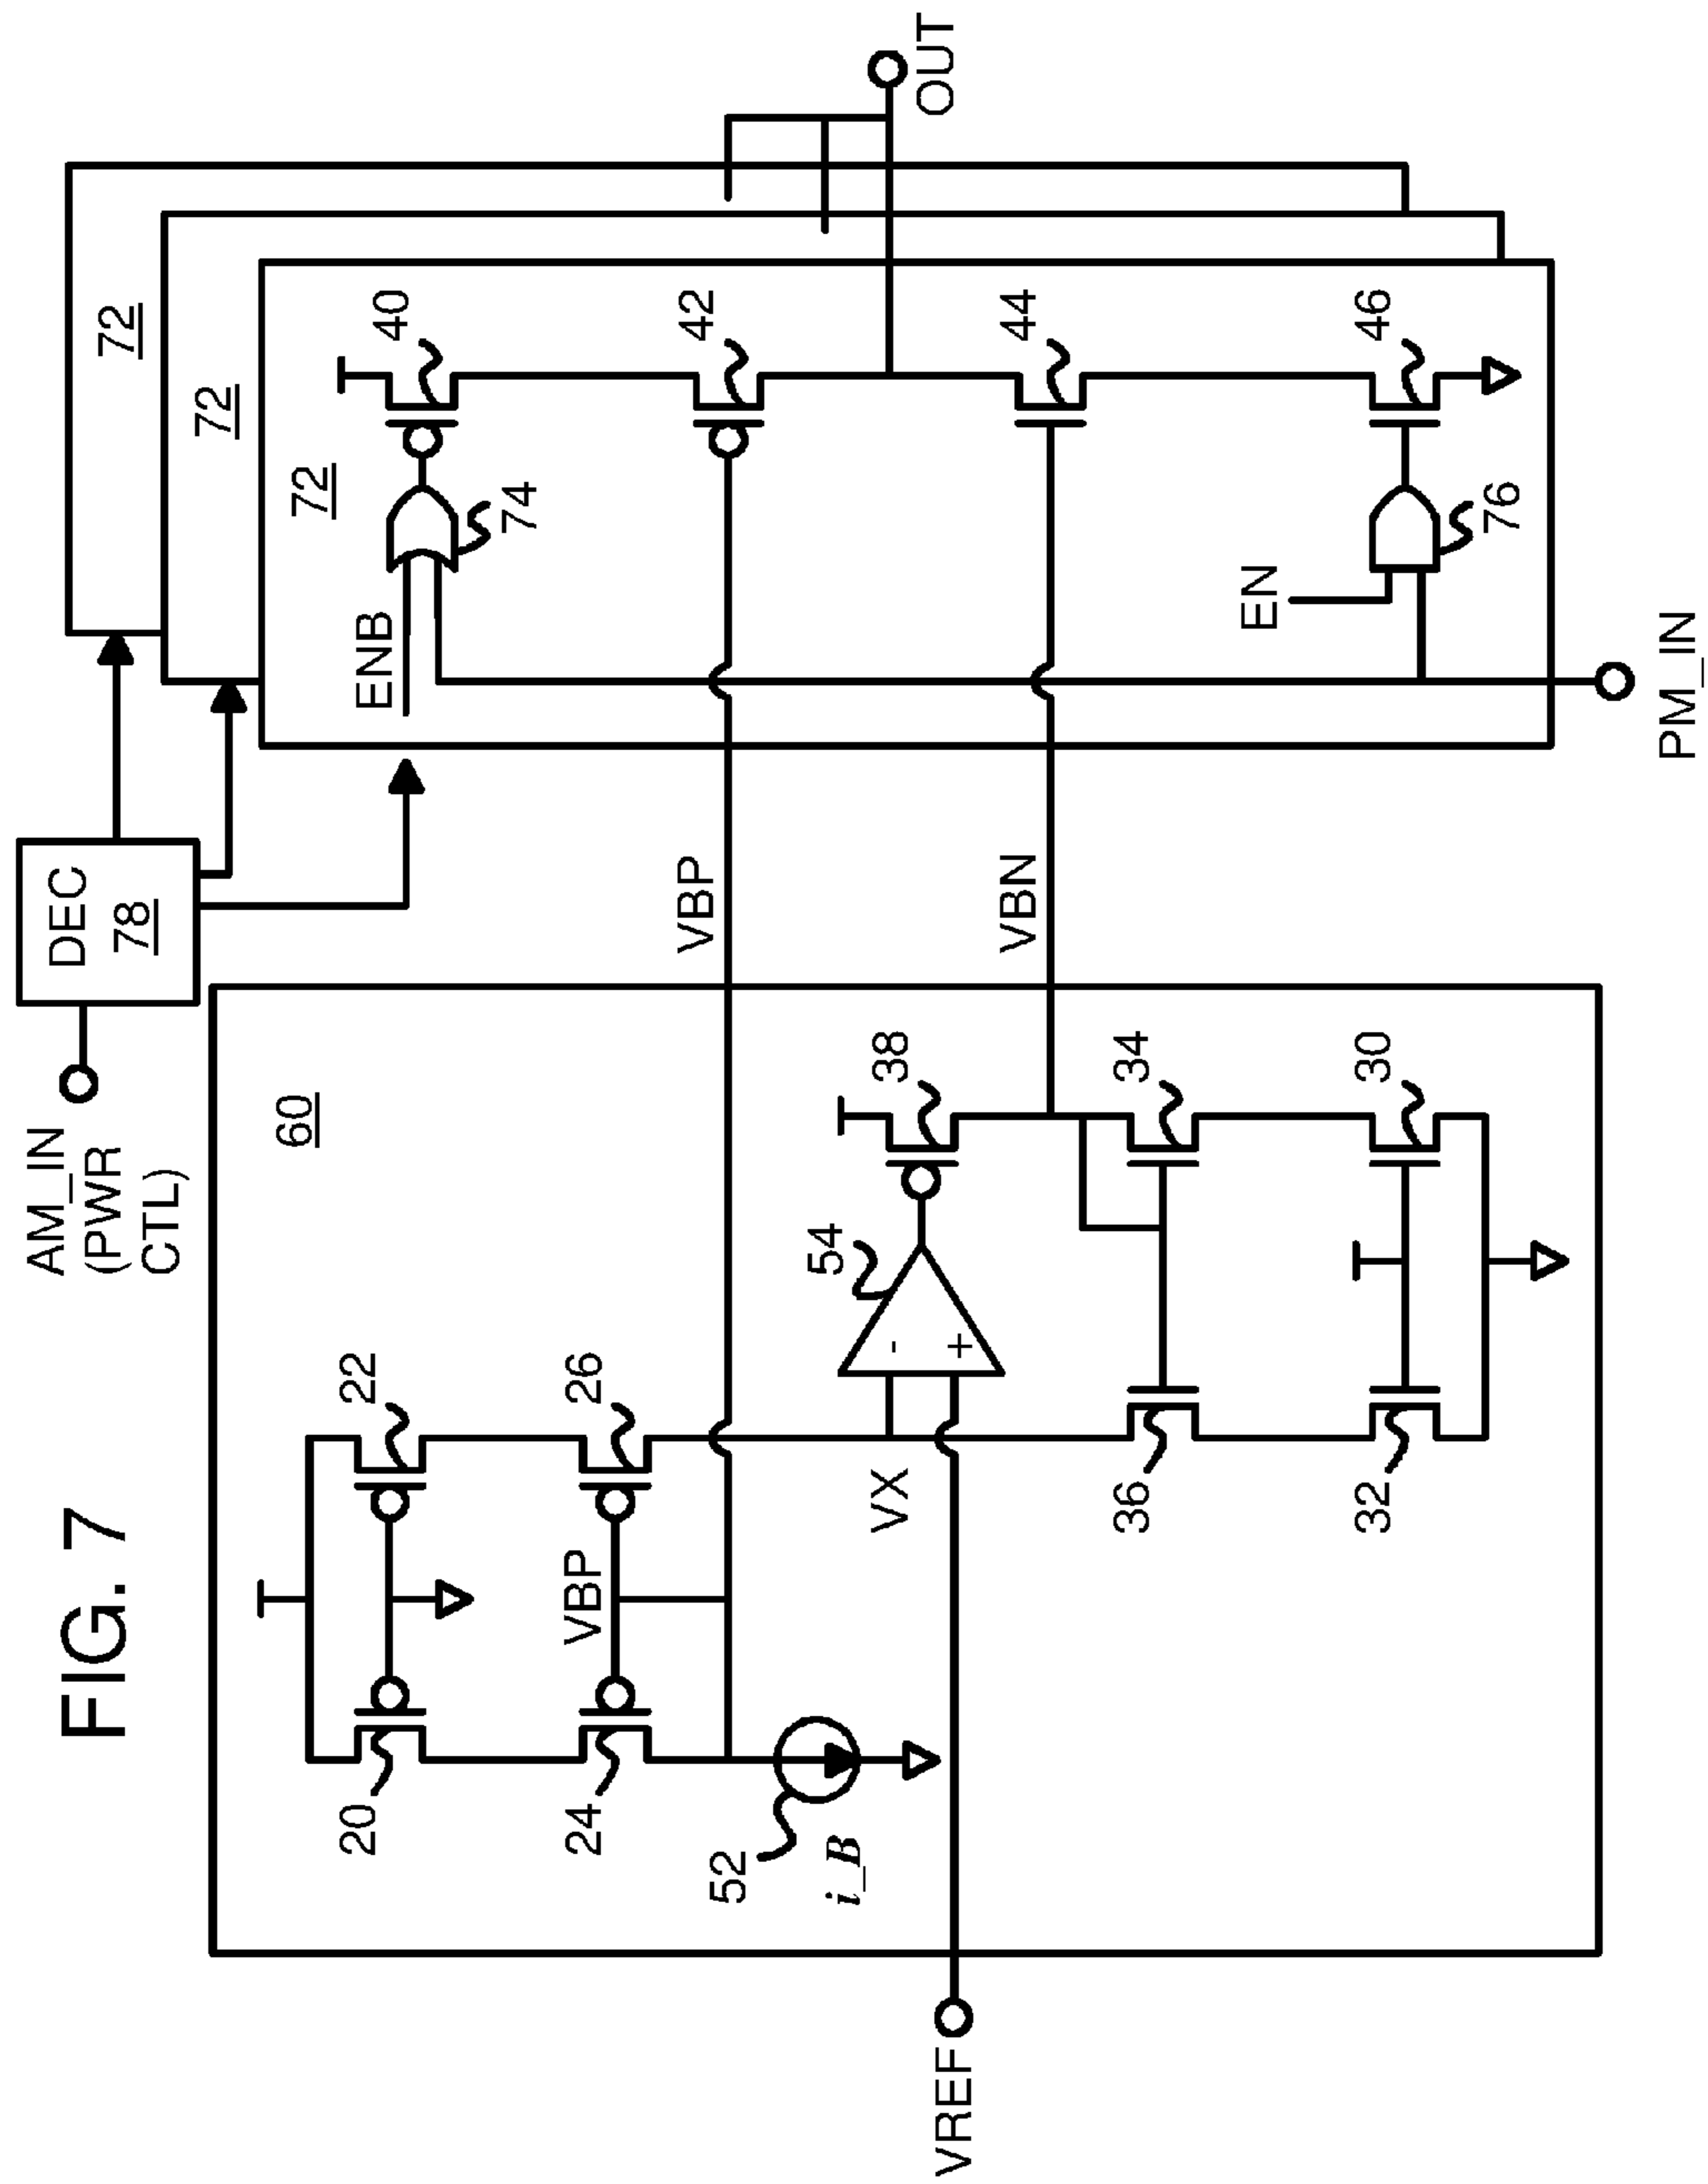 FIG. 7
AM_IN
(PWR
CTL)
DEC
78
72
72
72
60
20
22
24
26
VBP
52
i_B
VREF
VX
54
-
+
38
36
34
32
30
VBP
VBN
ENB
74
40
42
44
EN
76
46
PM_IN
OUT